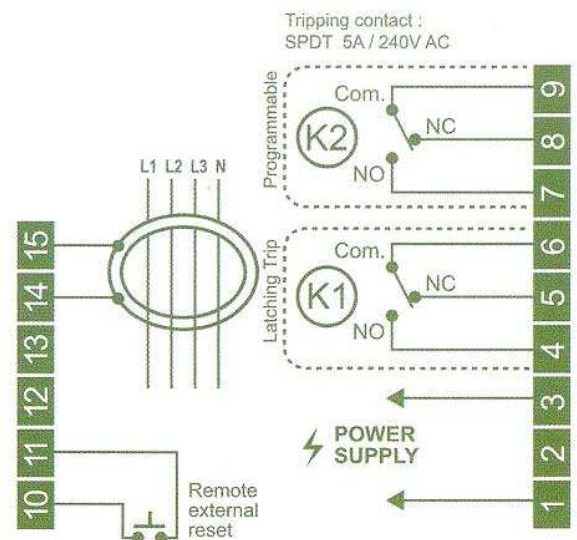 Tripping contact :
SPDT 5A / 240V AC
Programmable
K2
Com.
NC
NO
9
8
7
L1 L2 L3 N
Latching Trip
K1
Com.
NC
NO
6
5
4
15
14
13
12
11
10
POWER
SUPPLY
3
2
1
Remote
external
reset